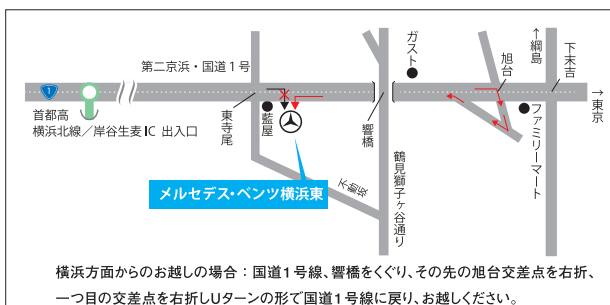 ガスト
旭台
↑綱島
下末吉
第二京浜・国道1号
1
→東京
首都高
横浜北線／岸谷生麦IC 出入口
東寺尾
藍屋
響橋
ファミリーマート
鶴見獅子ヶ谷通り
不動坂
メルセデス・ベンツ横浜東
横浜方面からのお越しの場合：国道1号線、響橋をくぐり、その先の旭台交差点を右折、
一つ目の交差点を右折しUターンの形で国道1号線に戻り、お越しください。